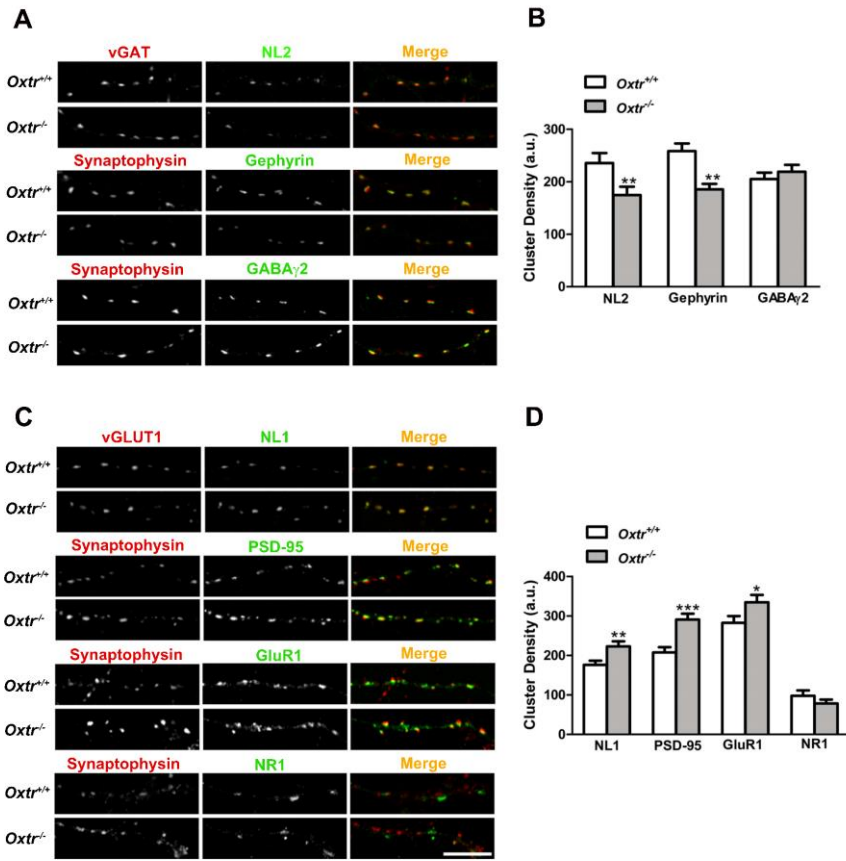 A
vGAT NL2 Merge
Oxtr+/+
Oxtr-/-
Synaptophysin Gephyrin Merge
Oxtr+/+
Oxtr-/-
Synaptophysin GABAγ2 Merge
Oxtr+/+
Oxtr-/-
B
Oxtr+/+
Oxtr-/-
Cluster Density (a.u.)
300
200
100
0
** **
NL2 Gephyrin GABAγ2
C
vGLUT1 NL1 Merge
Oxtr+/+
Oxtr-/-
Synaptophysin PSD-95 Merge
Oxtr+/+
Oxtr-/-
Synaptophysin GluR1 Merge
Oxtr+/+
Oxtr-/-
Synaptophysin NR1 Merge
Oxtr+/+
Oxtr-/-
D
Oxtr+/+
Oxtr-/-
Cluster Density (a.u.)
400
300
200
100
0
** *** *
NL1 PSD-95 GluR1 NR1